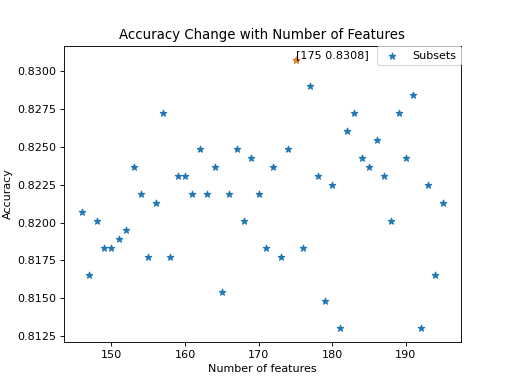 Accuracy Change with Number of Features
[175 0.8308]
Subsets
0.8300
0.8275
0.8250
0.8225
0.8200
0.8175
0.8150
0.8125
Accuracy
150 160 170 180 190
Number of features